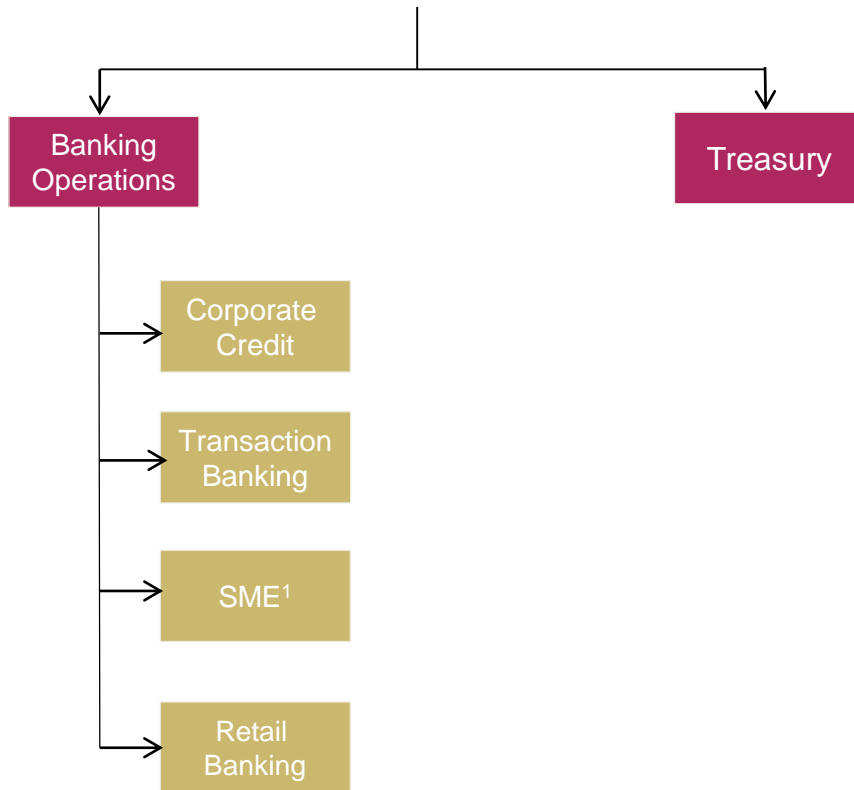 Banking
Operations
Treasury
Corporate
Credit
Transaction
Banking
SME¹
Retail
Banking